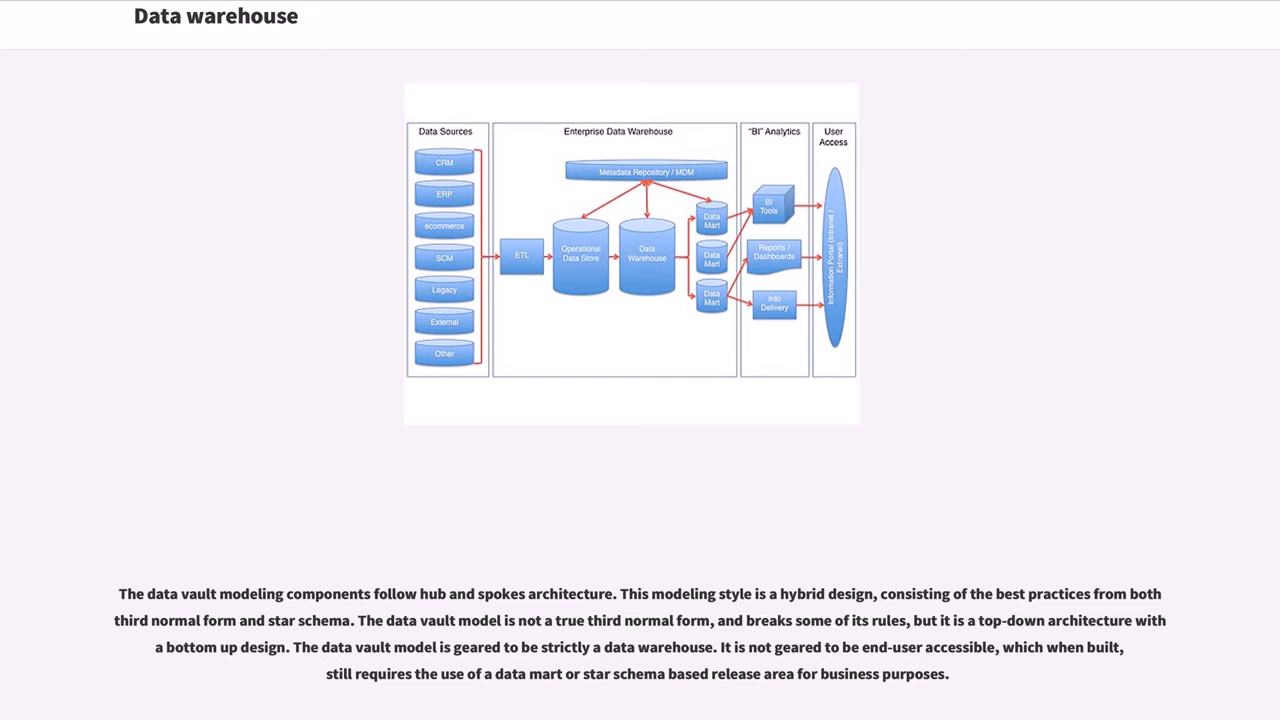 Data warehouse
Data Sources
CRM
ERP
ecommerce
SCM
Legacy
External
Other
Enterprise Data Warehouse
Metadata Repository / MDM
ETL
Operational
Data Store
Data
Warehouse
Data
Mart
Data
Mart
Data
Mart
"BI" Analytics
BI
Tools
Reports /
Dashboards
Info
Delivery
User
Access
Information Portal (Intranet /
Extranet)
The data vault modeling components follow hub and spokes architecture. This modeling style is a hybrid design, consisting of the best practices from both
third normal form and star schema. The data vault model is not a true third normal form, and breaks some of its rules, but it is a top-down architecture with
a bottom up design. The data vault model is geared to be strictly a data warehouse. It is not geared to be end-user accessible, which when built,
still requires the use of a data mart or star schema based release area for business purposes.